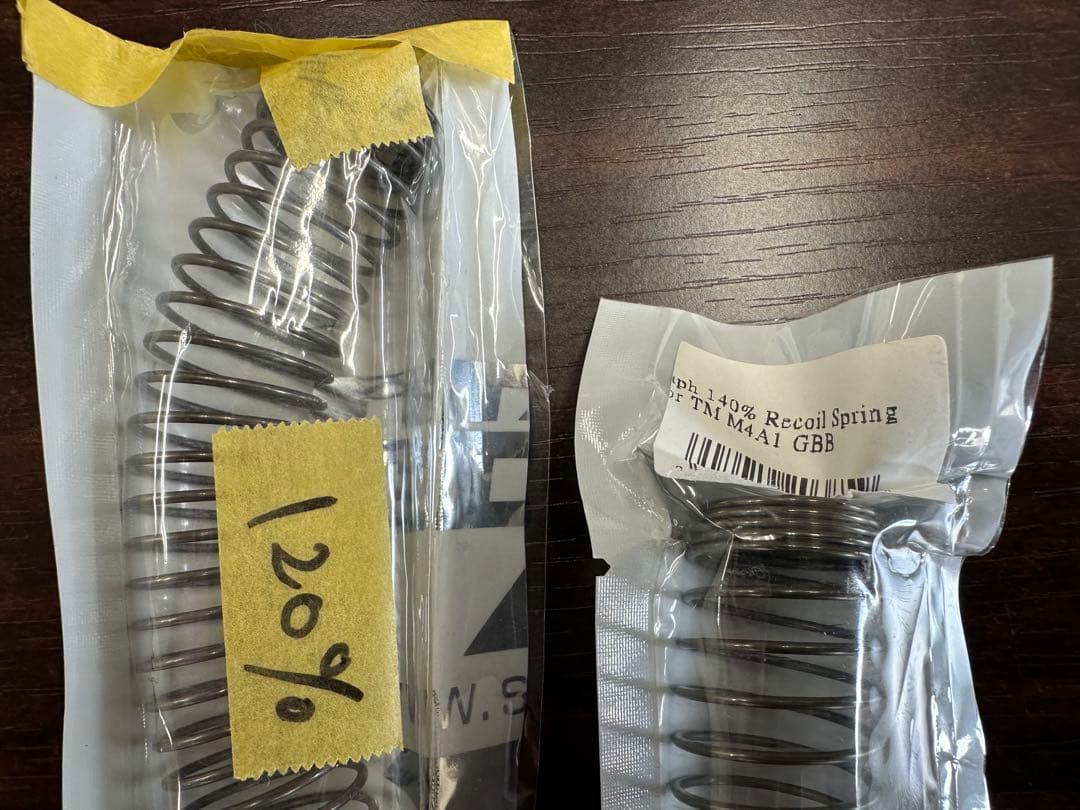 120%
140% Recoil Spring
TM M4A1 GBB
W.S